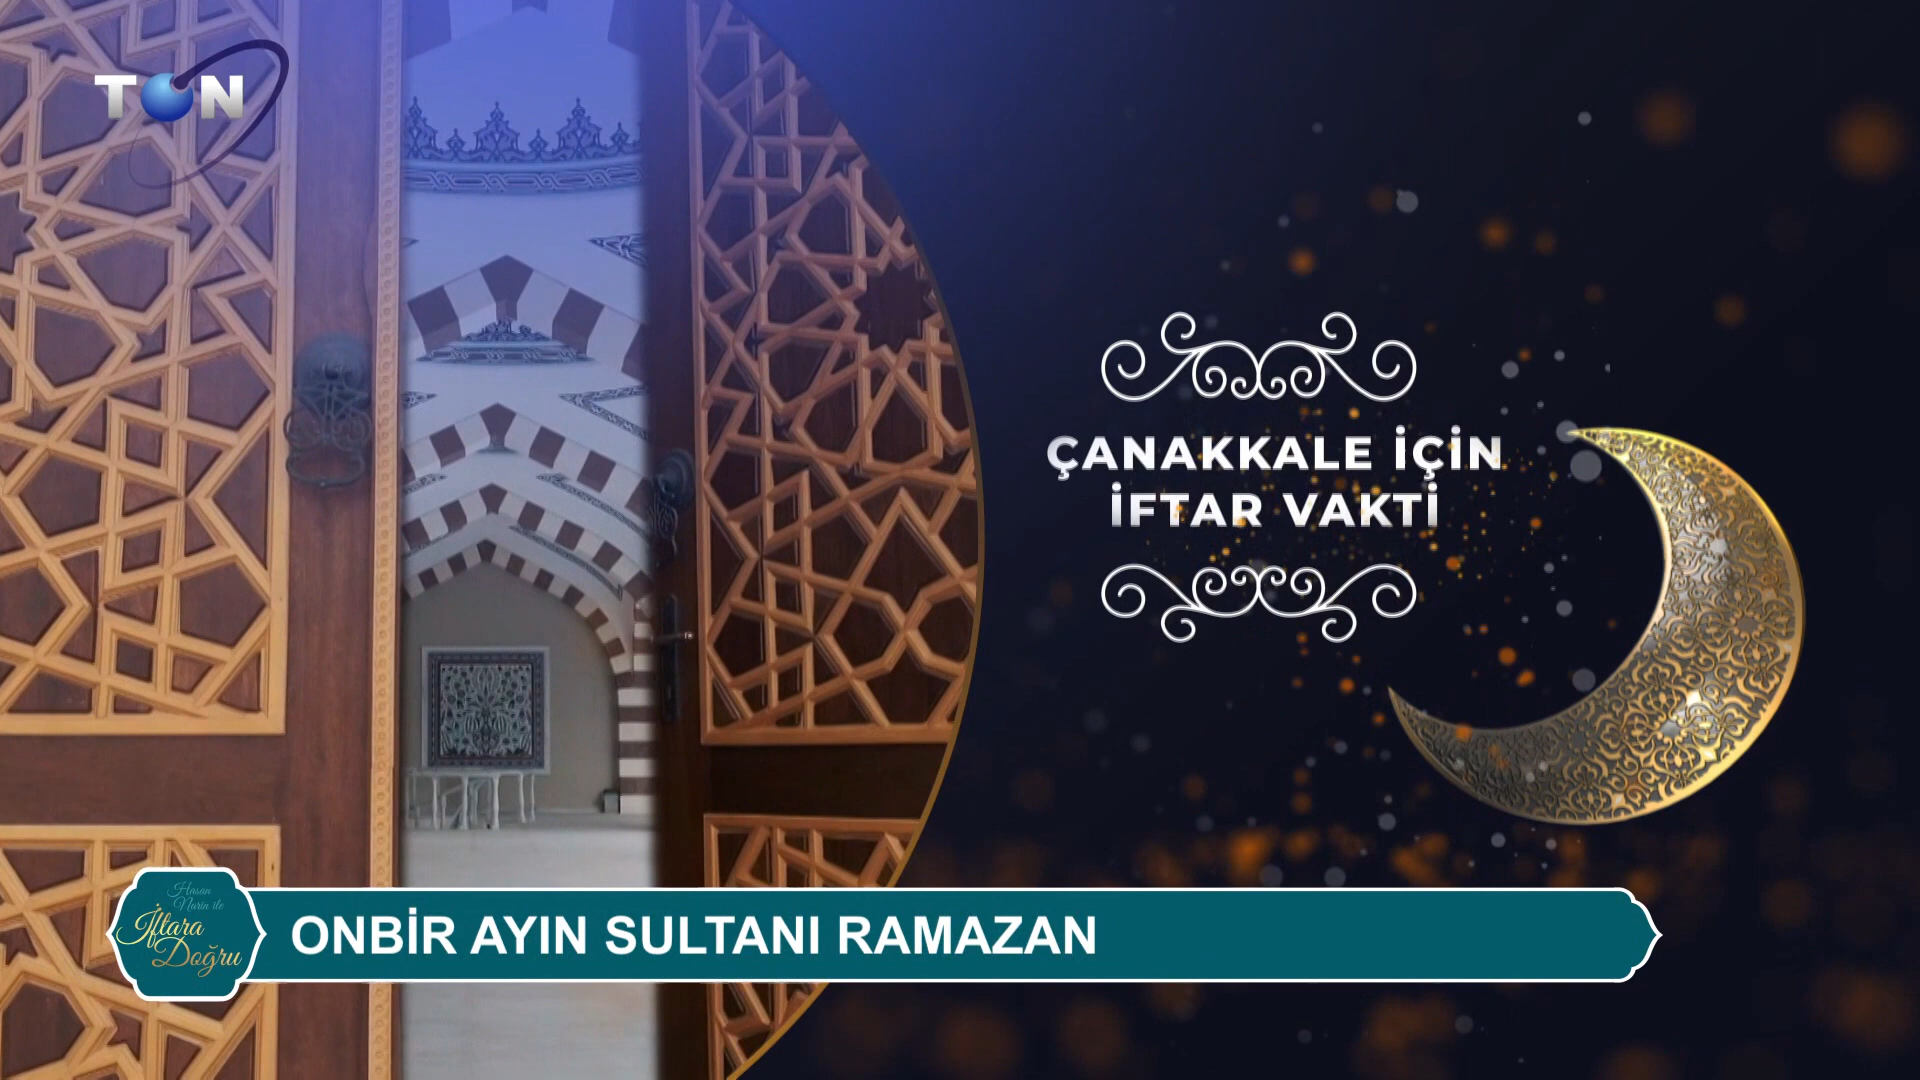 TON
ÇANAKKALE İÇİN
İFTAR VAKTİ
Hasan
Narin ile
İftara
Doğru
ONBİR AYIN SULTANI RAMAZAN